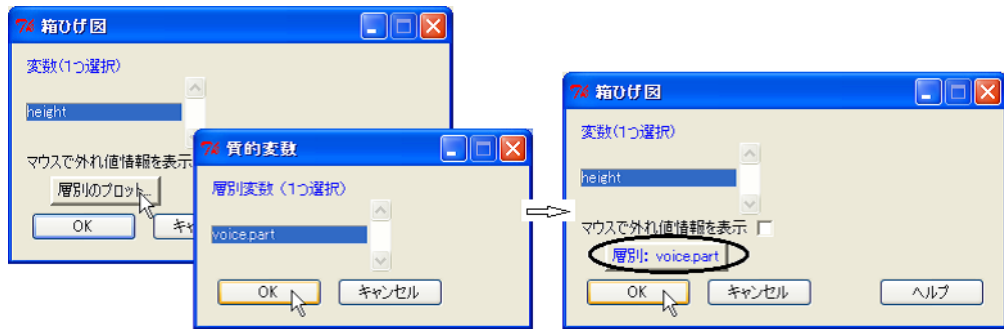 箱ひげ図
変数(1つ選択)
height
マウスで外れ値情報を表示
層別のプロット...
OK
キャ
質的変数
層別変数 (1つ選択)
voice.part
OK
キャンセル
箱ひげ図
変数(1つ選択)
height
マウスで外れ値情報を表示
層別: voice.part
OK
キャンセル
ヘルプ